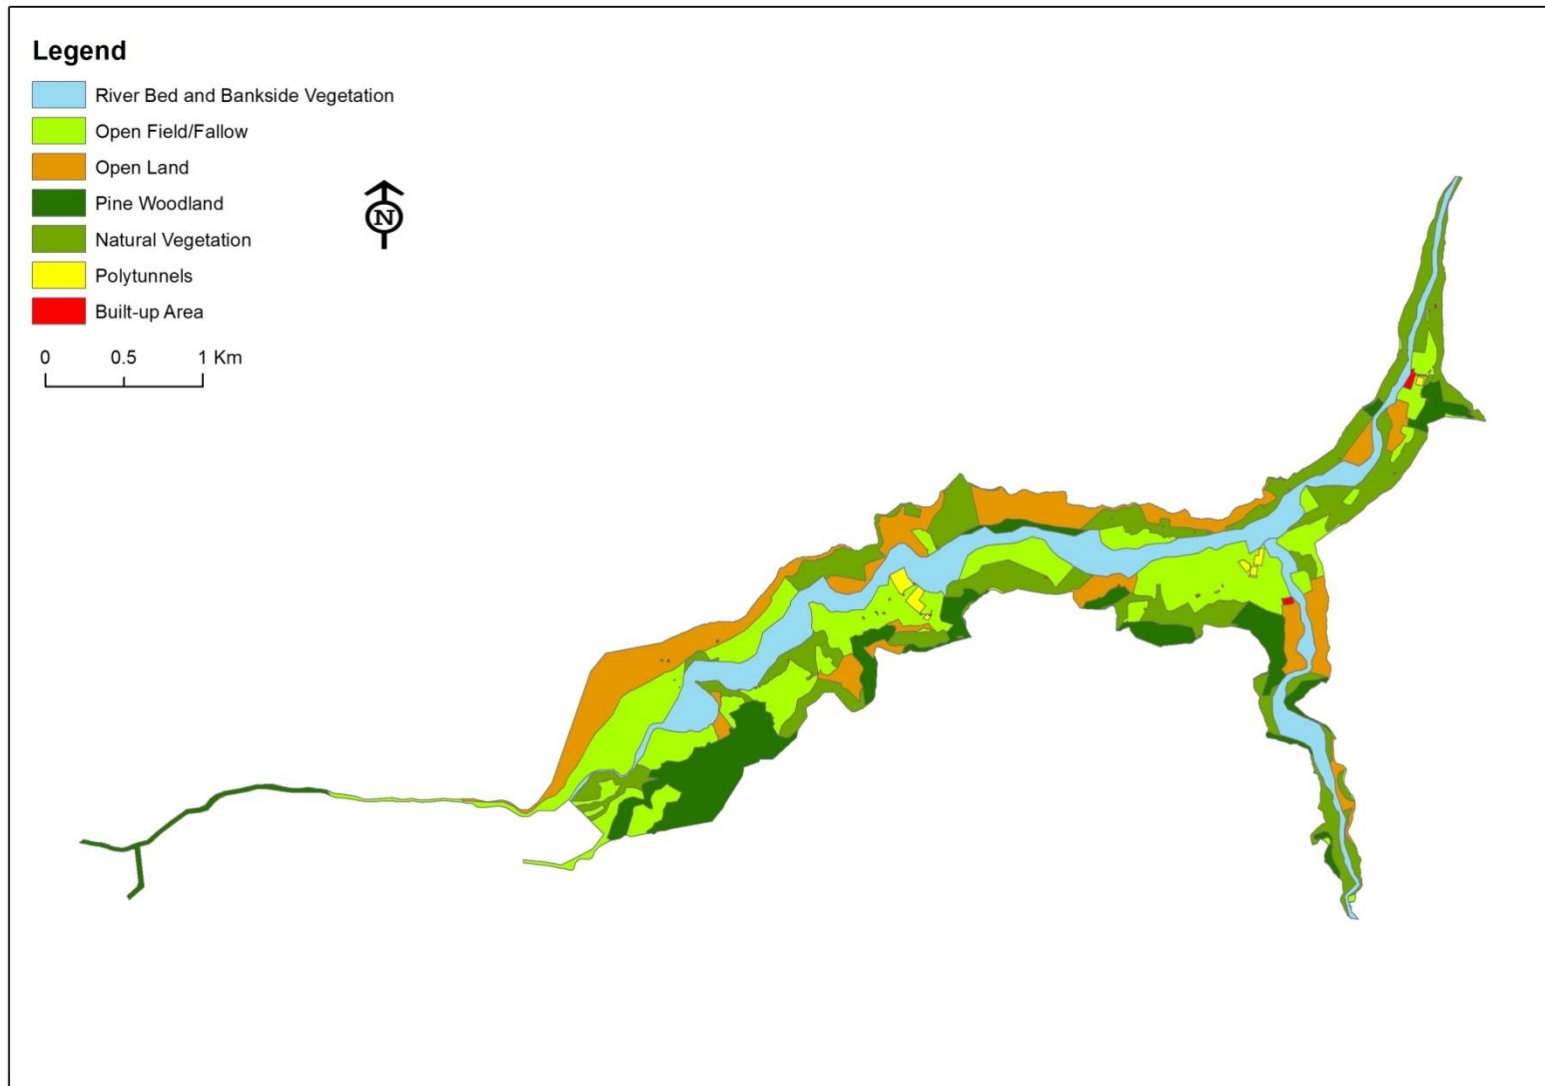 Legend
River Bed and Bankside Vegetation
Open Field/Fallow
Open Land
Pine Woodland
Natural Vegetation
Polytunnels
Built-up Area
0 0.5 1 Km
N